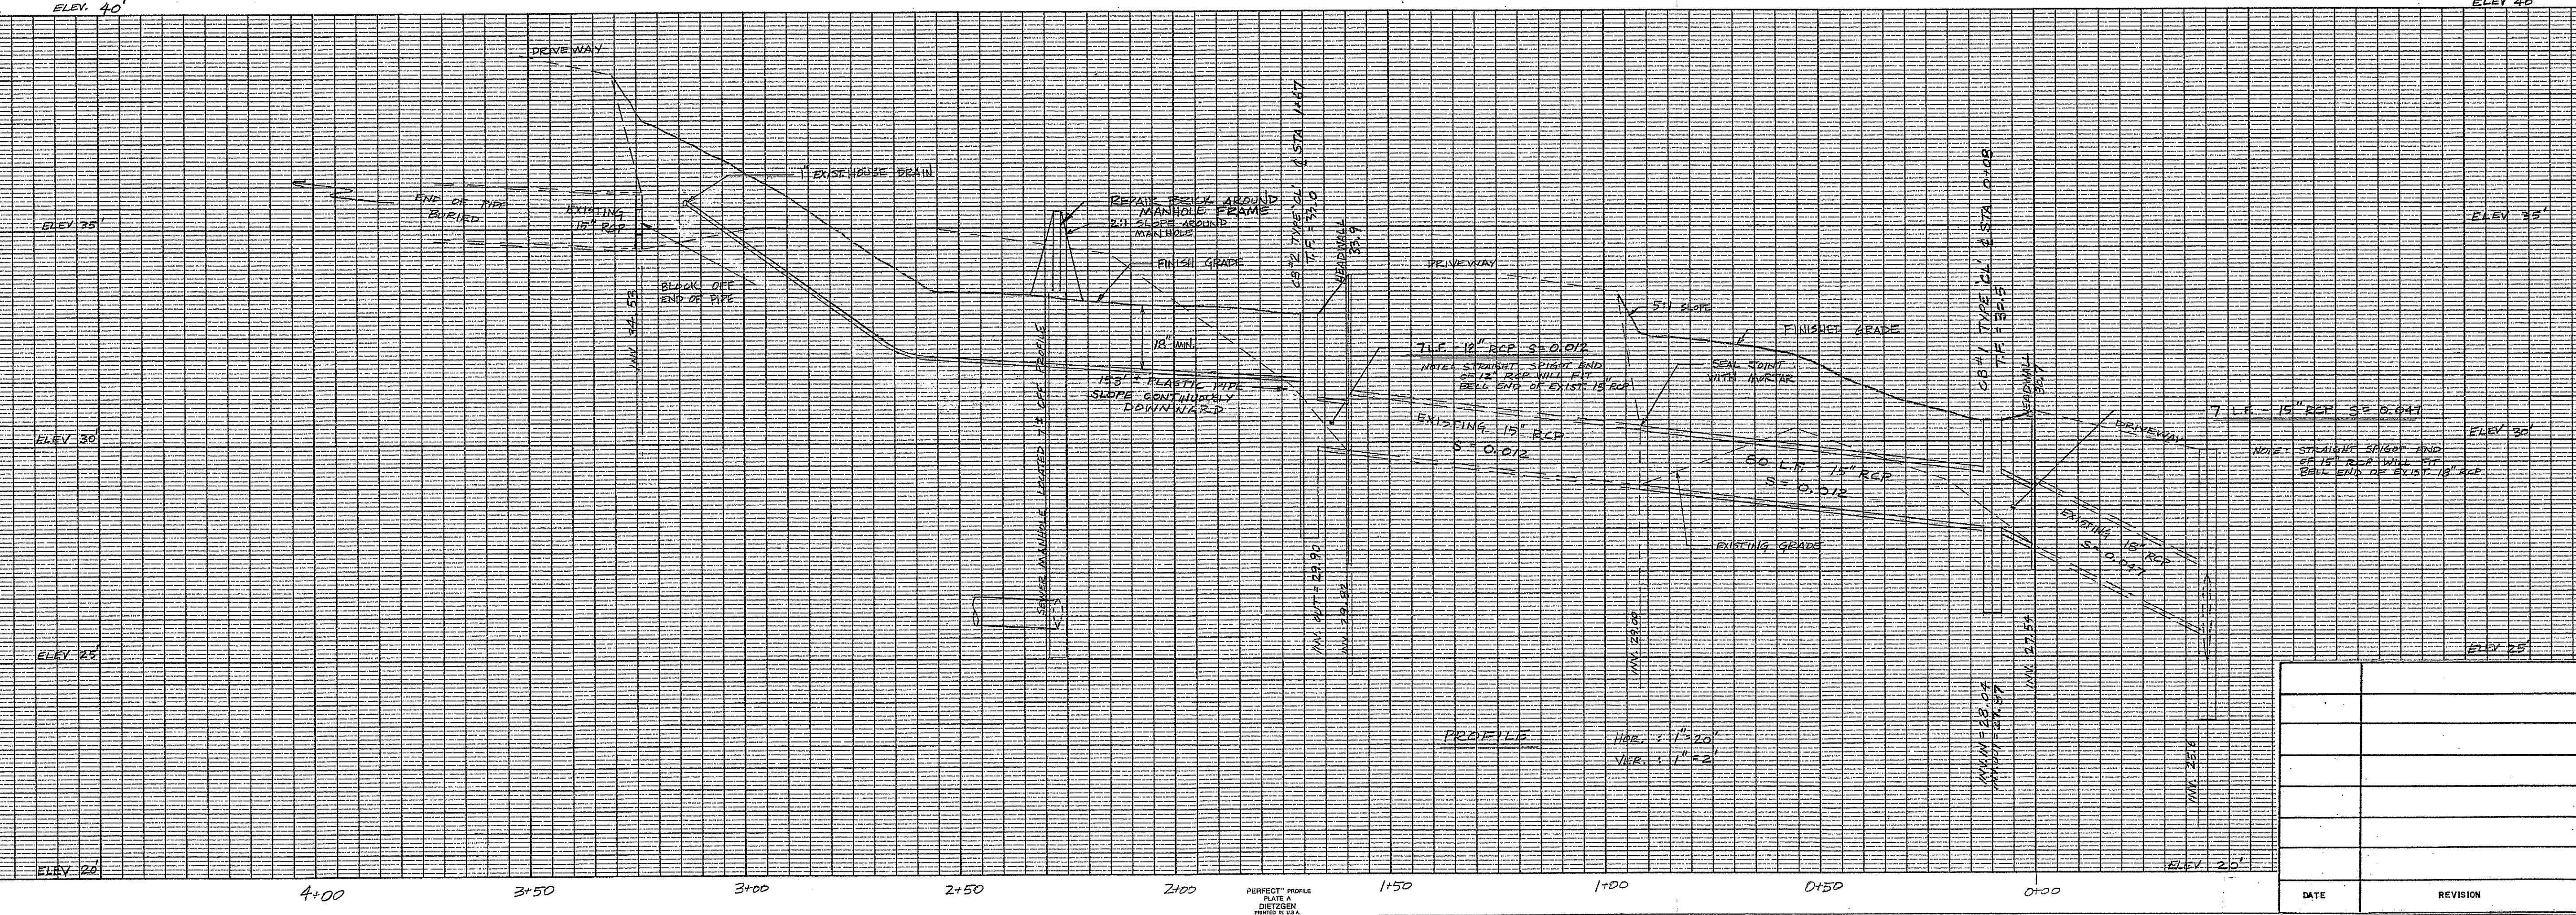 ELEV. 40'
ELEV 40'
DRIVEWAY
1" EXIST. HOUSE DRAIN
END OF PIPE
BURIED
EXISTING
15" RCP
ELEV 35'
ELEV 35'
REPAIR BRICK AROUND
MANHOLE FRAME
2:1 SLOPE AROUND
MANHOLE
FINISH GRADE
BLOCK OFF
END OF PIPE
INV. 34.53
SEWER MANHOLE LOCATED 7'± OFF PROFILE
18" MIN.
153' ± PLASTIC PIPE
SLOPE CONTINUOUSLY
DOWNWARD
CB #2 TYPE 'CL' ℄ STA 1+67
T.F. = 33.0
HEADWALL
33.9
DRIVEWAY
5:1 SLOPE
FINISHED GRADE
7 L.F. - 12" RCP S=0.012
NOTE: STRAIGHT SPIGOT END
OF 12" RCP WILL FIT
BELL END OF EXIST. 15" RCP
SEAL JOINT
WITH MORTAR
CB #1 TYPE 'CL' ℄ STA 0+08
HEADWALL
30.7
7 L.F. - 15" RCP S= 0.047
NOTE: STRAIGHT SPIGOT END
OF 15" RCP WILL FIT
BELL END OF EXIST. 18" RCP
DRIVEWAY
ELEV 30'
ELEV 30'
EXISTING 15" RCP
S = 0.012
80 L.F. 15" RCP
S = 0.012
EXISTING 18" RCP
S= 0.047
EXISTING GRADE
INV. OUT = 29.90
INV. 29.82
INV. 29.00
INV. IN = 28.04
INV. OUT = 27.87
INV. 27.54
INV. 25.6
ELEV 25'
ELEV 25'
PROFILE
HOR. : 1"=20'
VER. : 1"=2'
ELEV 20'
ELEV 20'
4+00 3+50 3+00 2+50 2+00 1+50 1+00 0+50 0+00
PERFECT" PROFILE
PLATE A
DIETZGEN
PRINTED IN U.S.A.
DATE REVISION